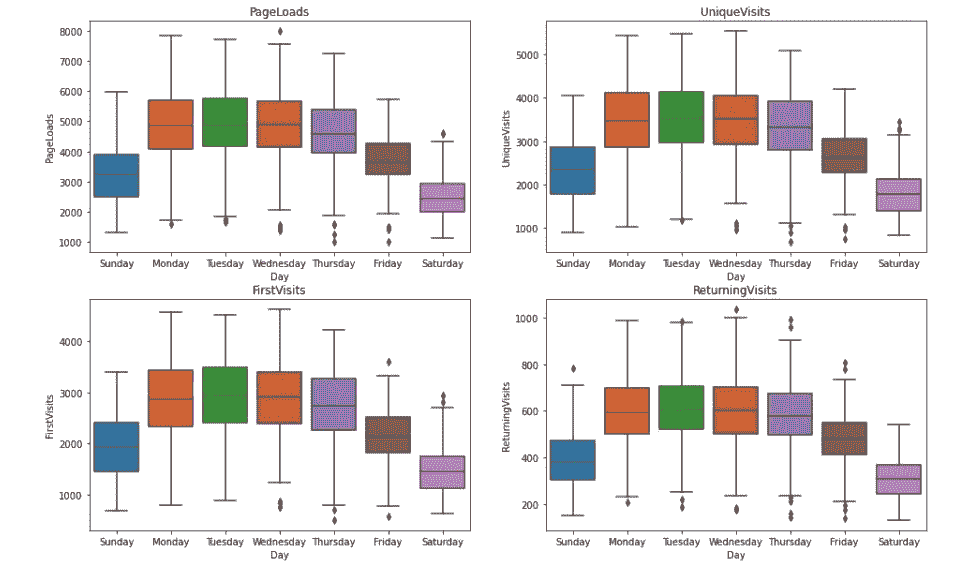 PageLoads
8000
7000
6000
5000
4000
3000
2000
1000
PageLoads
Sunday Monday Tuesday Wednesday Thursday Friday Saturday
Day
UniqueVisits
5000
4000
3000
2000
1000
UniqueVisits
Sunday Monday Tuesday Wednesday Thursday Friday Saturday
Day
FirstVisits
4000
3000
2000
1000
FirstVisits
Sunday Monday Tuesday Wednesday Thursday Friday Saturday
Day
ReturningVisits
1000
800
600
400
200
ReturningVisits
Sunday Monday Tuesday Wednesday Thursday Friday Saturday
Day